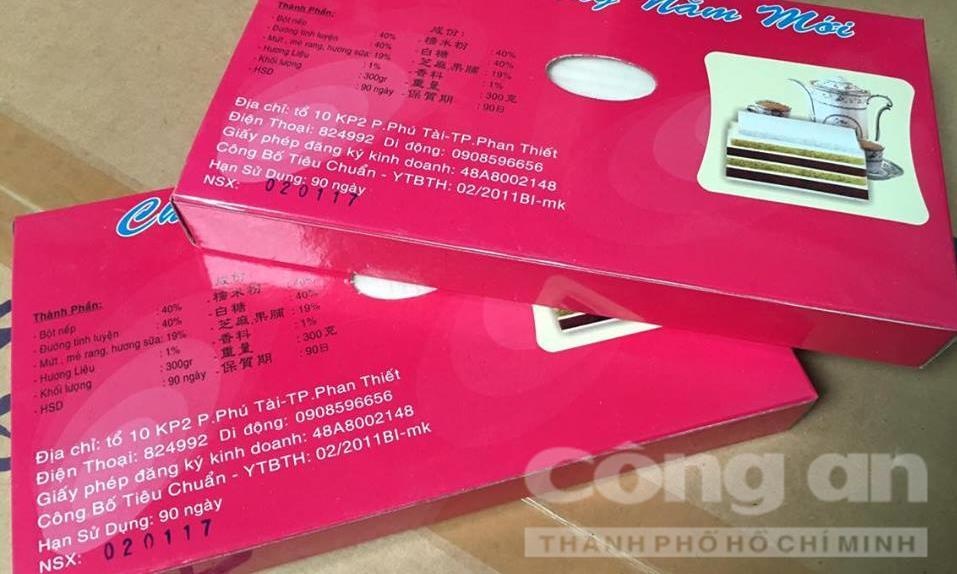 Năm Mới
Thành Phần:
- Bột nếp : 40%
- Đường tinh luyện : 40%
- Mứt, mè rang, hương sữa: 19%
- Hương Liệu : 1%
- Khối lượng : 300gr
- HSD : 90 ngày
成份:
- 糯米粉 : 40%
- 白糖 : 40%
- 芝麻,果脯 : 19%
- 香料 : 1%
- 重量 : 300克
- 保質期 : 90日
Địa chỉ: tổ 10 KP2 P.Phú Tài-TP.Phan Thiết
Điện Thoại: 824992 Di động: 0908596656
Giấy phép đăng ký kinh doanh: 48A8002148
Công Bố Tiêu Chuẩn - YTBTH: 02/2011BI-mk
Hạn Sử Dụng: 90 ngày
NSX: 020117
Thành Phần:
- Bột nếp : 40%
- Đường tinh luyện : 40%
- Mứt, mè rang, hương sữa: 19%
- Hương Liệu : 1%
- Khối lượng : 300gr
- HSD : 90 ngày
成份:
- 糯米粉 : 40%
- 白糖 : 40%
- 芝麻,果脯 : 19%
- 香料 : 1%
- 重量 : 300克
- 保質期 : 90日
Địa chỉ: tổ 10 KP2 P.Phú Tài-TP.Phan Thiết
Điện Thoại: 824992 Di động: 0908596656
Giấy phép đăng ký kinh doanh: 48A8002148
Công Bố Tiêu Chuẩn - YTBTH: 02/2011BI-mk
Hạn Sử Dụng: 90 ngày
NSX: 020117
Công an
THÀNH PHỐ HỒ CHÍ MINH